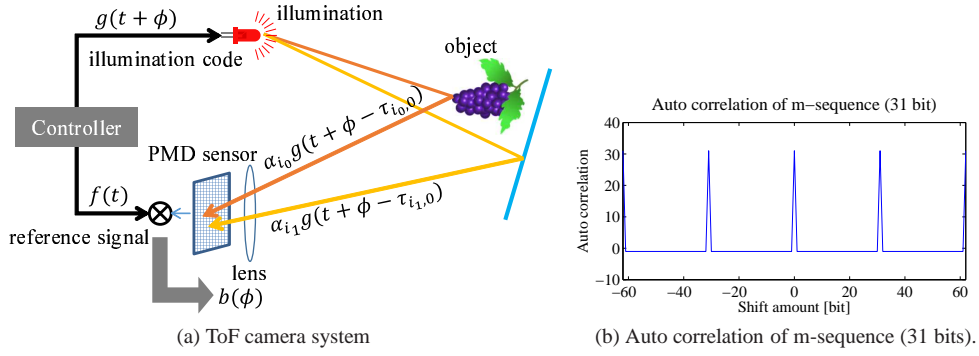 g(t + ϕ)
illumination
illumination code
object
Controller
PMD sensor
α_{i_0}g(t + ϕ − τ_{i_0,0})
α_{i_1}g(t + ϕ − τ_{i_1,0})
f(t)
reference signal
lens
b(ϕ)
(a) ToF camera system
Auto correlation of m−sequence (31 bit)
Auto correlation
40
30
20
10
0
−10
−60 −40 −20 0 20 40 60
Shift amount [bit]
(b) Auto correlation of m-sequence (31 bits).